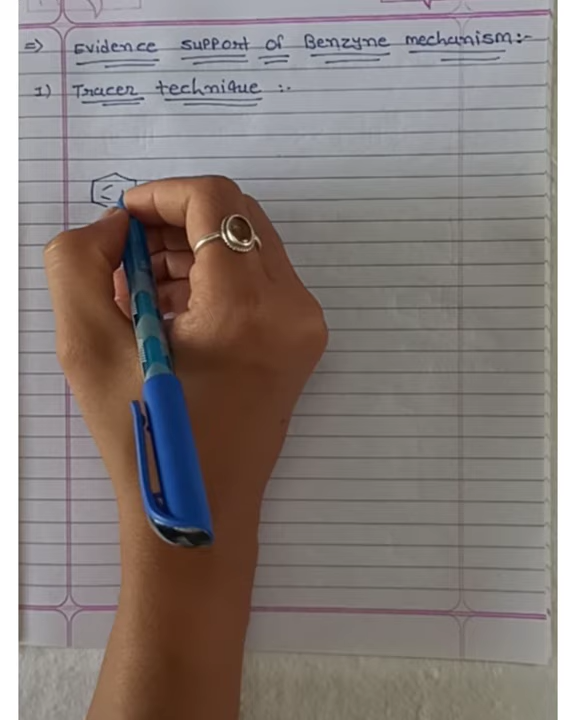 => Evidence support of Benzyne mechanism:-
1) Tracer technique :-